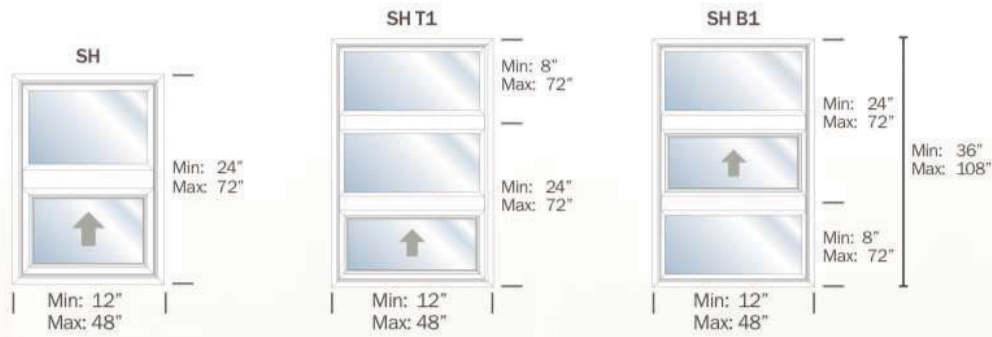 SH
Min: 24”
Max: 72”
Min: 12”
Max: 48”
SH T1
Min: 8”
Max: 72”
Min: 24”
Max: 72”
Min: 12”
Max: 48”
SH B1
Min: 24”
Max: 72”
Min: 8”
Max: 72”
Min: 36”
Max: 108”
Min: 12”
Max: 48”